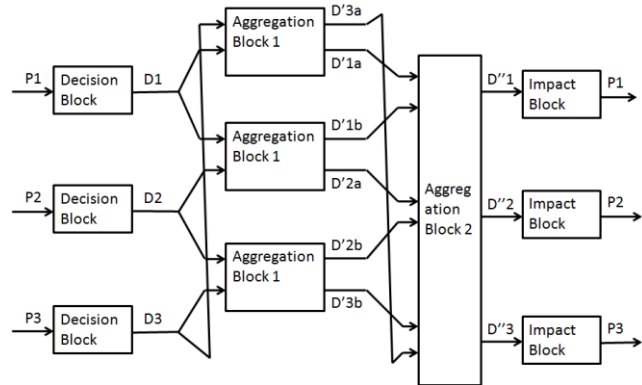 P1
Decision
Block
D1
Aggregation
Block 1
D'3a
D'1a
D''1
Impact
Block
P1
P2
Decision
Block
D2
Aggregation
Block 1
D'1b
D'2a
Aggreg
ation
Block 2
D''2
Impact
Block
P2
P3
Decision
Block
D3
Aggregation
Block 1
D'2b
D'3b
D''3
Impact
Block
P3